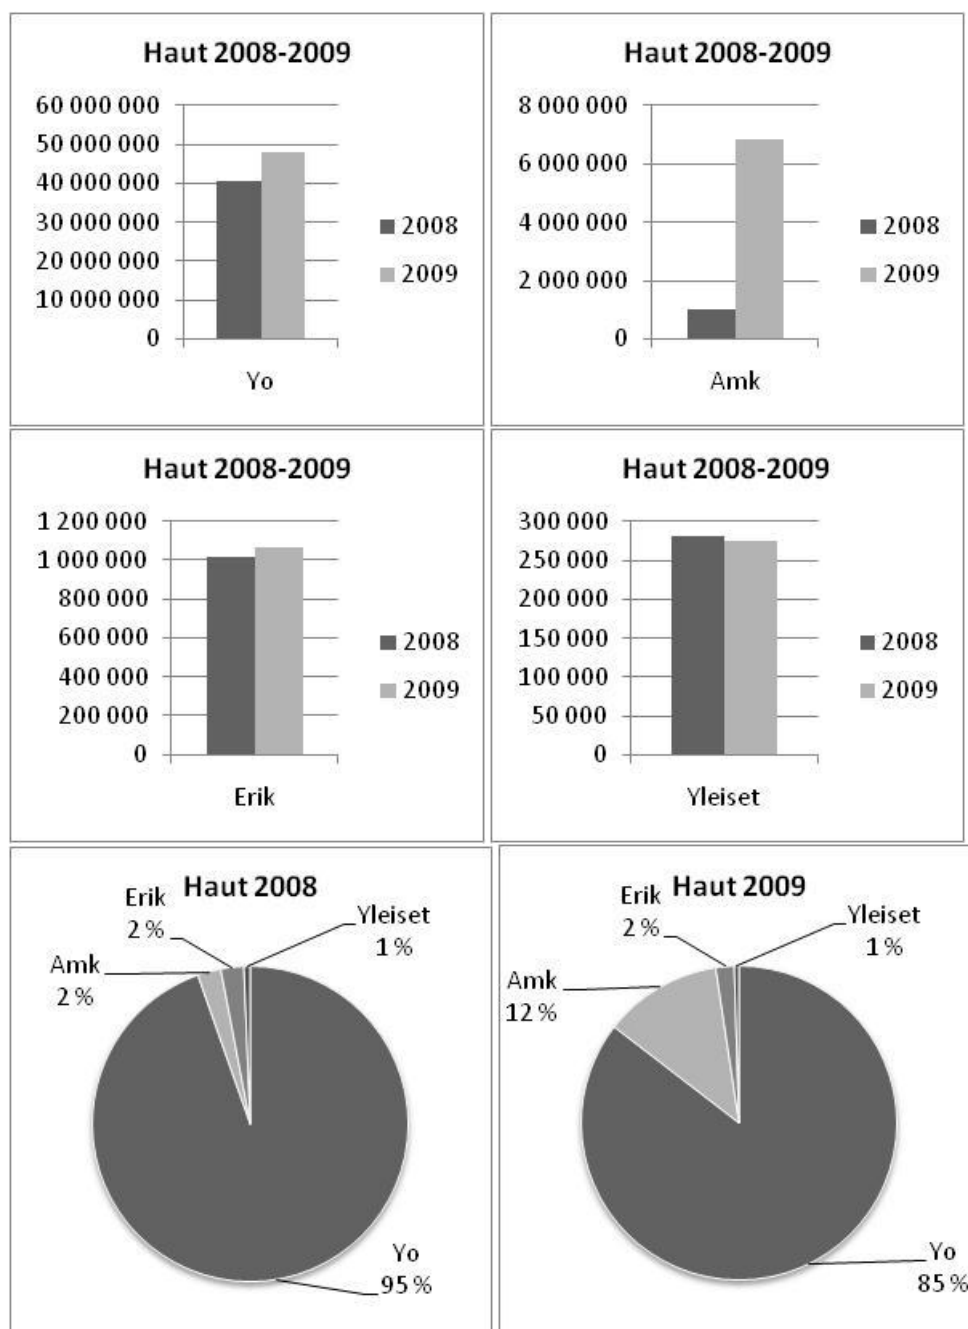 Haut 2008-2009
60 000 000
50 000 000
40 000 000
30 000 000
20 000 000
10 000 000
0
Yo
2008
2009
Haut 2008-2009
8 000 000
6 000 000
4 000 000
2 000 000
0
Amk
2008
2009
Haut 2008-2009
1 200 000
1 000 000
800 000
600 000
400 000
200 000
0
Erik
2008
2009
Haut 2008-2009
300 000
250 000
200 000
150 000
100 000
50 000
0
Yleiset
2008
2009
Haut 2008
Erik
2 %
Yleiset
1 %
Amk
2 %
Yo
95 %
Haut 2009
Erik
2 %
Yleiset
1 %
Amk
12 %
Yo
85 %